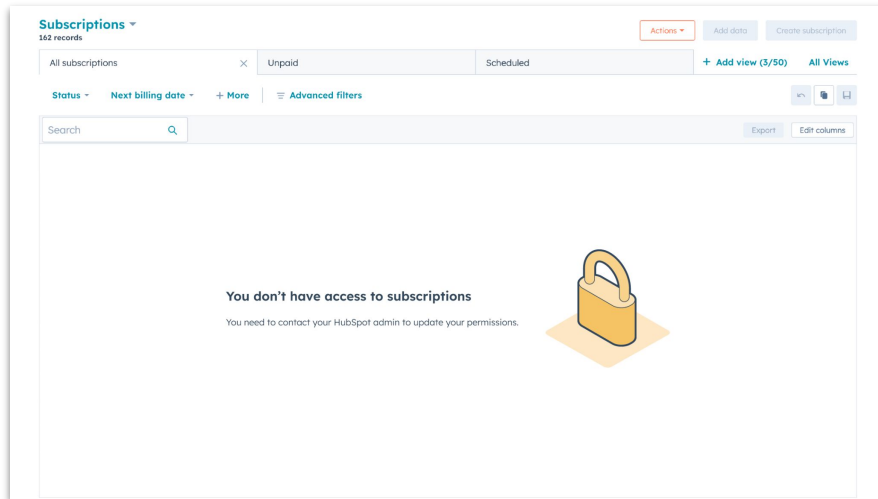 Subscriptions
162 records
Actions
Add data
Create subscription
All subscriptions
Unpaid
Scheduled
+ Add view (3/50)
All Views
Status
Next billing date
+ More
Advanced filters
Search
Export
Edit columns
You don't have access to subscriptions
You need to contact your HubSpot admin to update your permissions.